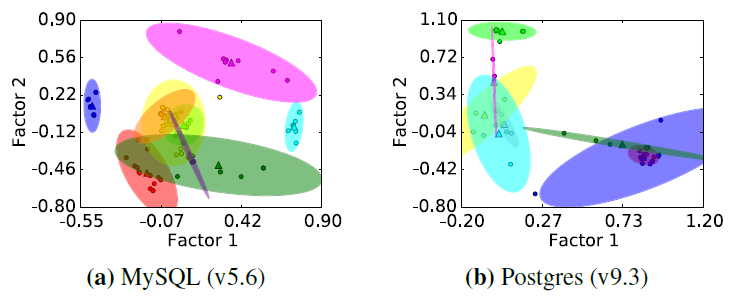 0.90
0.56
0.22
-0.12
-0.46
-0.80
Factor 2
-0.55 -0.07 0.42 0.90
Factor 1
(a) MySQL (v5.6)
1.10
0.72
0.34
-0.04
-0.42
-0.80
Factor 2
-0.20 0.27 0.73 1.20
Factor 1
(b) Postgres (v9.3)